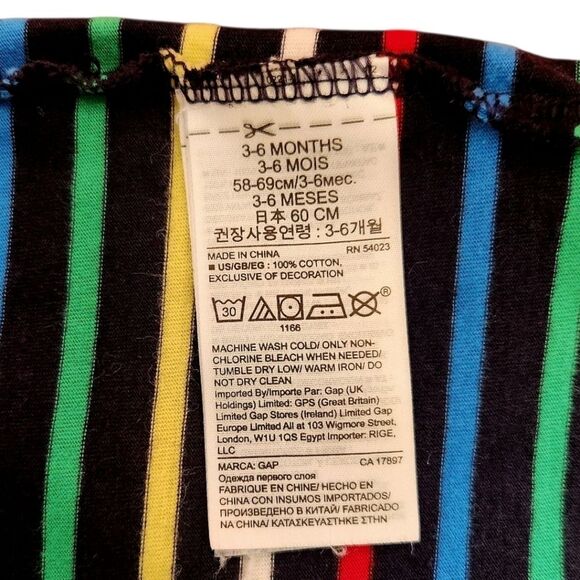 3-6 MONTHS
3-6 MOIS
58-69см/3-6мес.
3-6 MESES
日本 60 CM
권장사용연령 : 3-6개월
MADE IN CHINA RN 54023
■ US/GB/EG : 100% COTTON,
EXCLUSIVE OF DECORATION
30 ®
1166
MACHINE WASH COLD/ ONLY NON-
CHLORINE BLEACH WHEN NEEDED/
TUMBLE DRY LOW/ WARM IRON/ DO
NOT DRY CLEAN
Imported By/Importe Par: Gap (UK
Holdings) Limited: GPS (Great Britain)
Limited Gap Stores (Ireland) Limited Gap
Europe Limited All at 103 Wigmore Street,
London, W1U 1QS Egypt Importer: RIGE,
LLC
MARCA: GAP CA 17897
Одежда первого слоя
FABRIQUE EN CHINE/ HECHO EN
CHINA CON INSUMOS IMPORTADOS/
ПРОИЗВЕДЕНО В КИТАЕ/ FABRICADO
NA CHINA/ ΚΑΤΑΣΚΕΥΑΣΤΗΚΕ ΣΤΗΝ